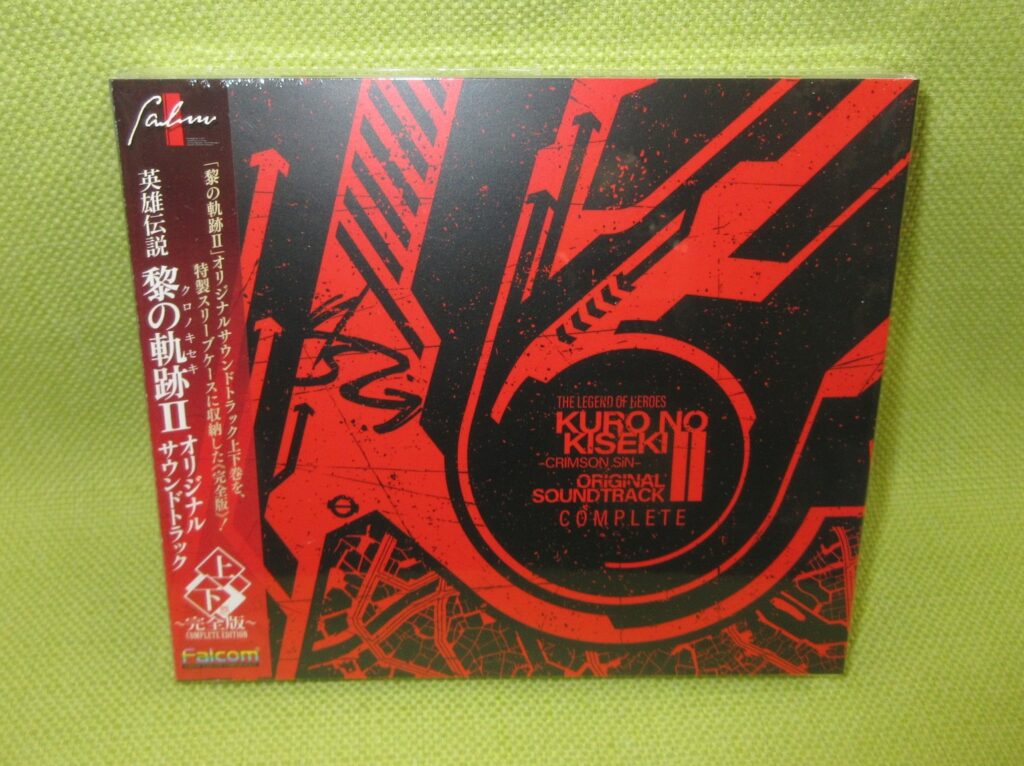 falcom
英雄伝説
黎の軌跡Ⅱ
クロノキセキ
オリジナル
サウンドトラック
「黎の軌跡Ⅱ」オリジナルサウンドトラック上下巻を、
特製スリーブケースに収納した《完全版》!
上
下
～完全版～
COMPLETE EDITION
Falcom
THE LEGEND OF HEROES
KURO NO
KISEKI II
-CRIMSON SiN-
ORiGiNAL
SOUNDTRACK
COMPLETE